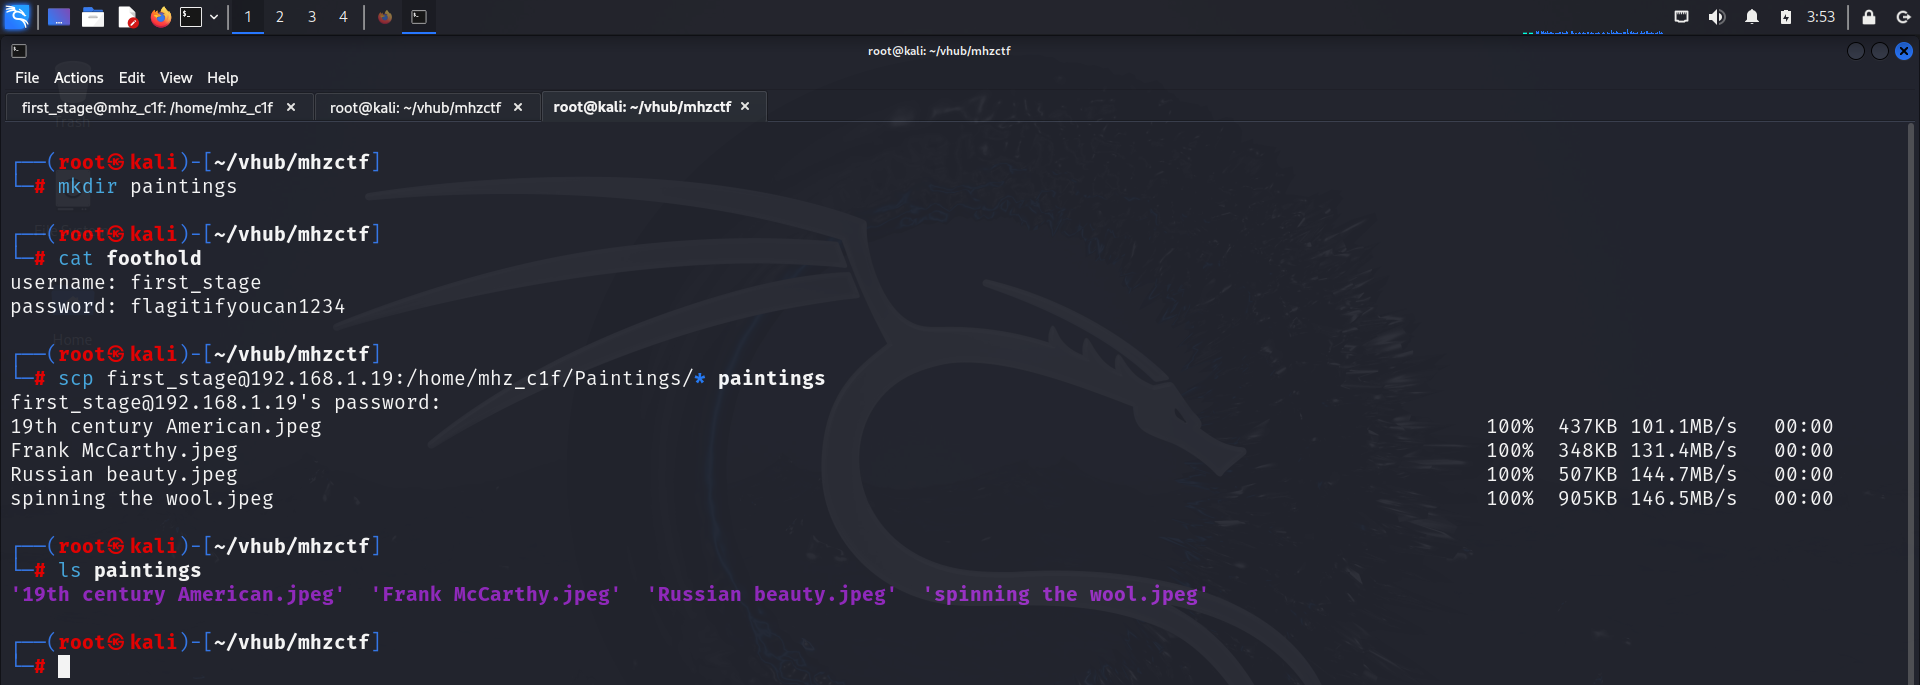 1 2 3 4 3:53
root@kali: ~/vhub/mhzctf
File Actions Edit View Help
first_stage@mhz_c1f: /home/mhz_c1f × root@kali: ~/vhub/mhzctf × root@kali: ~/vhub/mhzctf ×
Trash
┌──(root㉿kali)-[~/vhub/mhzctf]
└─# mkdir paintings
┌──(root㉿kali)-[~/vhub/mhzctf]
└─# cat foothold
username: first_stage
password: flagitifyoucan1234
Home
┌──(root㉿kali)-[~/vhub/mhzctf]
└─# scp first_stage@192.168.1.19:/home/mhz_c1f/Paintings/* paintings
first_stage@192.168.1.19's password:
19th century American.jpeg 100% 437KB 101.1MB/s 00:00
Frank McCarthy.jpeg 100% 348KB 131.4MB/s 00:00
Russian beauty.jpeg 100% 507KB 144.7MB/s 00:00
spinning the wool.jpeg 100% 905KB 146.5MB/s 00:00
┌──(root㉿kali)-[~/vhub/mhzctf]
└─# ls paintings
'19th century American.jpeg' 'Frank McCarthy.jpeg' 'Russian beauty.jpeg' 'spinning the wool.jpeg'
┌──(root㉿kali)-[~/vhub/mhzctf]
└─#